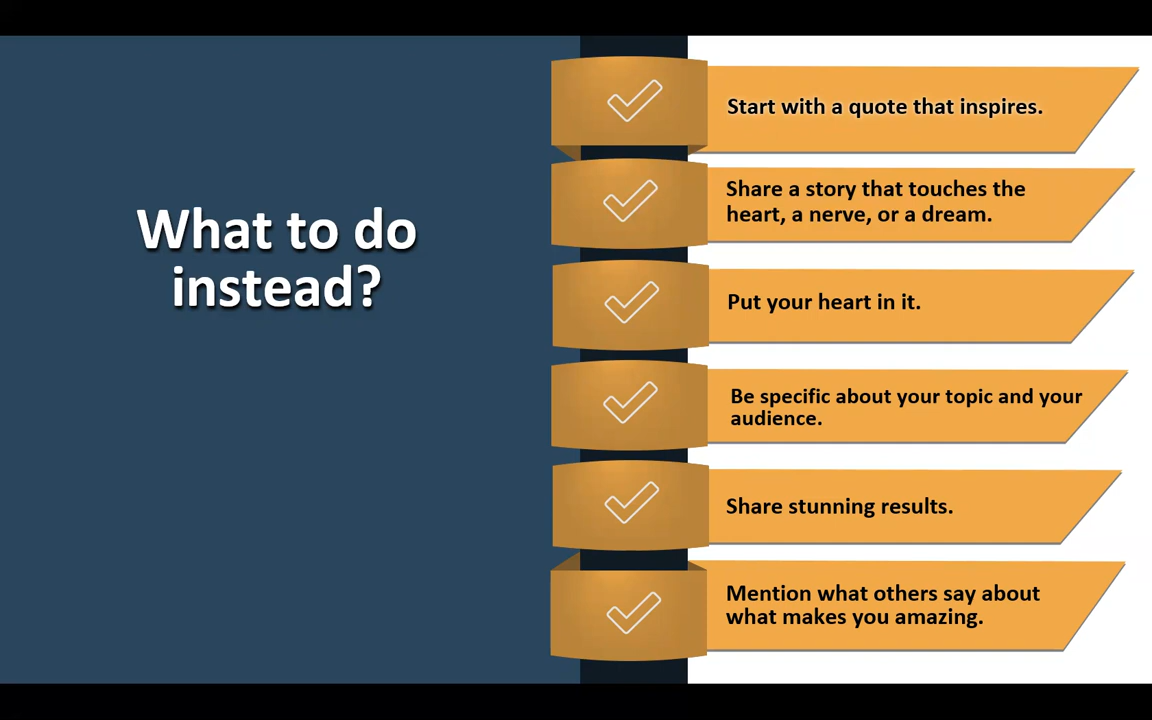 What to do
instead?
Start with a quote that inspires.
Share a story that touches the
heart, a nerve, or a dream.
Put your heart in it.
Be specific about your topic and your
audience.
Share stunning results.
Mention what others say about
what makes you amazing.